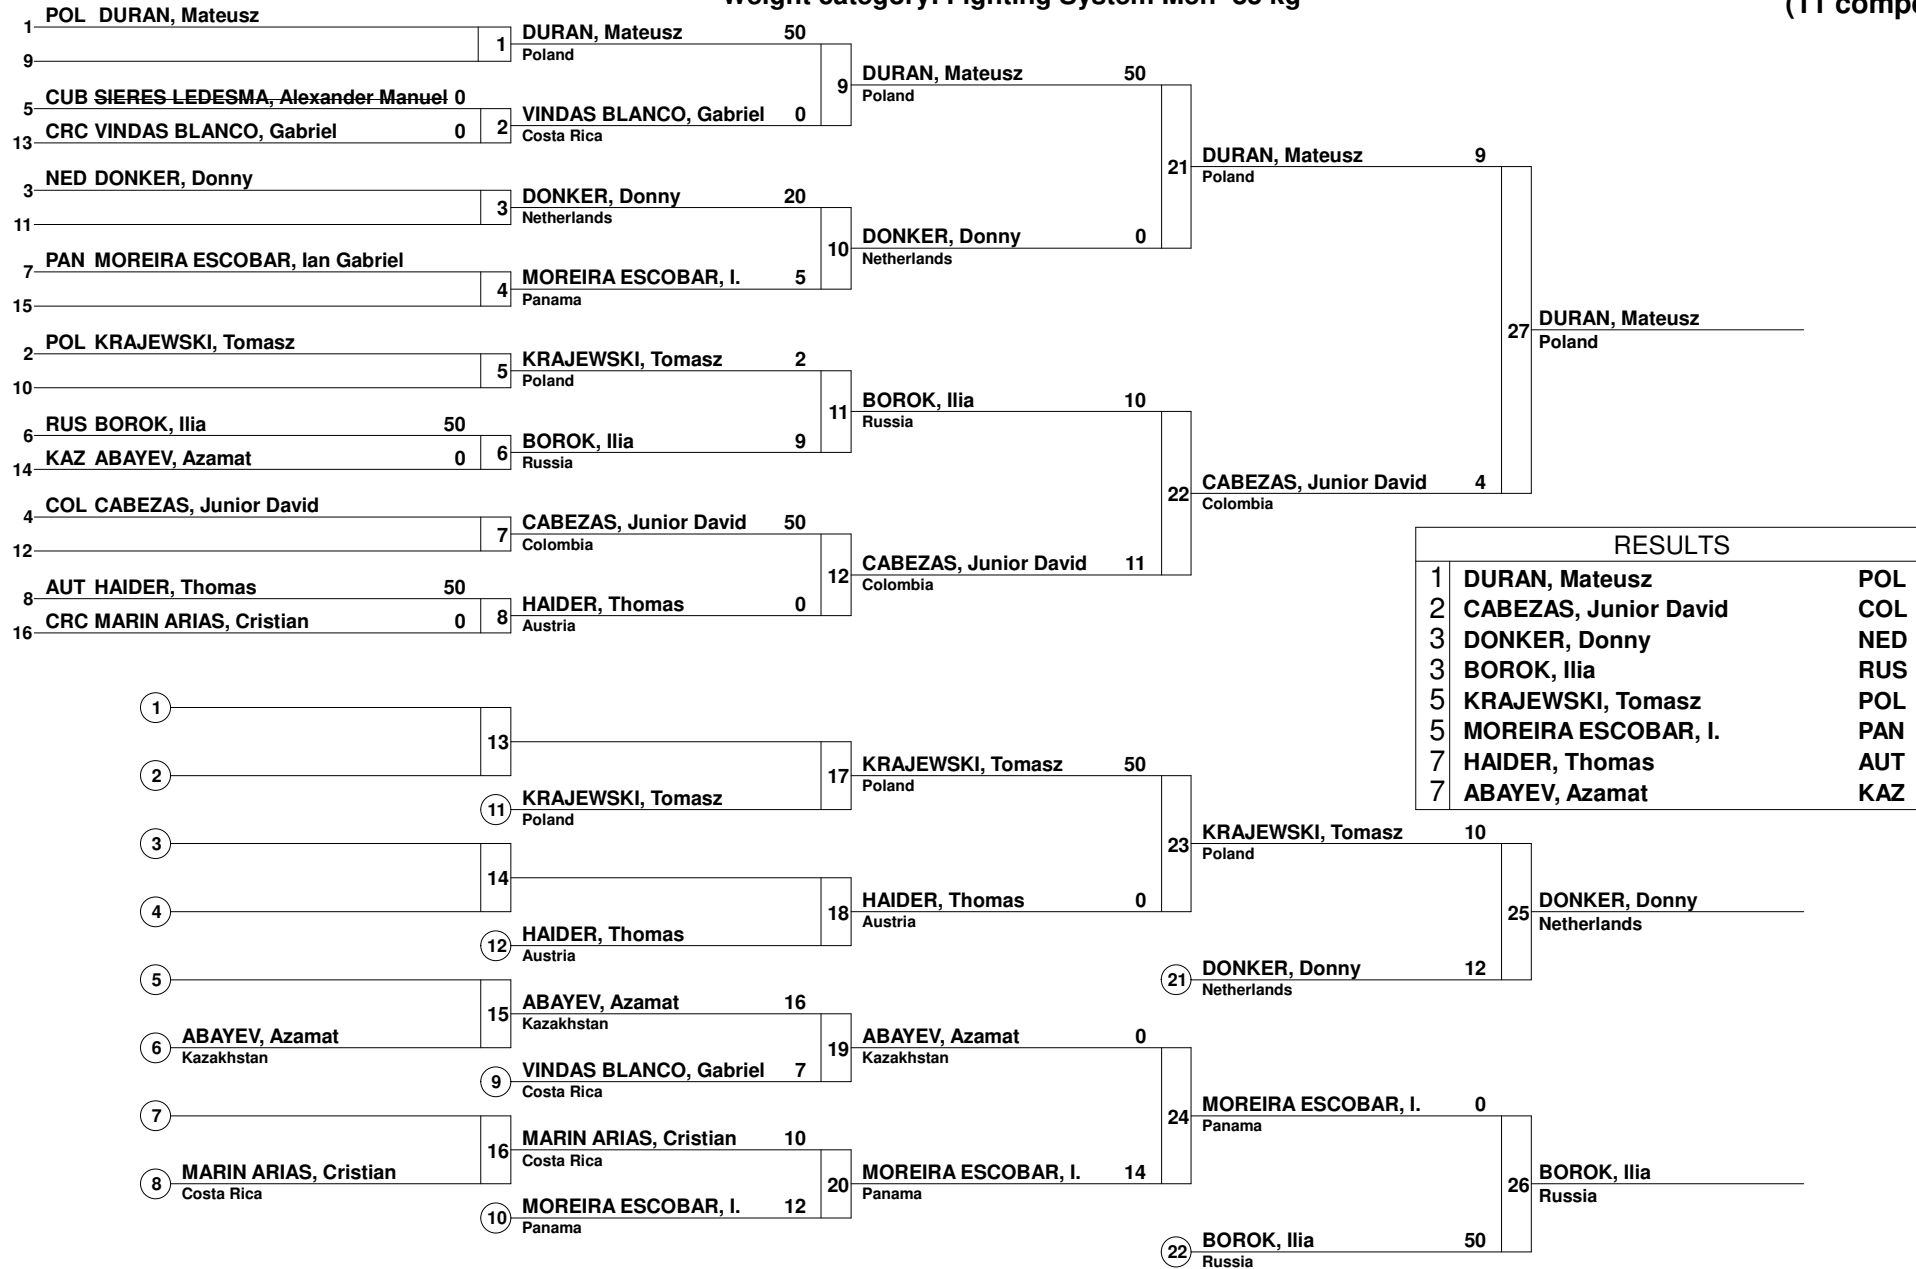 (11 compe
1 POL DURAN, Mateusz
9
1 DURAN, Mateusz 50
Poland
5 CUB SIERES LEDESMA, Alexander Manuel 0
13 CRC VINDAS BLANCO, Gabriel 0
2 VINDAS BLANCO, Gabriel 0
Costa Rica
9 DURAN, Mateusz 50
Poland
3 NED DONKER, Donny
11
3 DONKER, Donny 20
Netherlands
7 PAN MOREIRA ESCOBAR, Ian Gabriel
15
4 MOREIRA ESCOBAR, I. 5
Panama
10 DONKER, Donny 0
Netherlands
21 DURAN, Mateusz 9
Poland
2 POL KRAJEWSKI, Tomasz
10
5 KRAJEWSKI, Tomasz 2
Poland
6 RUS BOROK, Ilia 50
14 KAZ ABAYEV, Azamat 0
6 BOROK, Ilia 9
Russia
11 BOROK, Ilia 10
Russia
4 COL CABEZAS, Junior David
12
7 CABEZAS, Junior David 50
Colombia
8 AUT HAIDER, Thomas 50
16 CRC MARIN ARIAS, Cristian 0
8 HAIDER, Thomas 0
Austria
12 CABEZAS, Junior David 11
Colombia
22 CABEZAS, Junior David 4
Colombia
27 DURAN, Mateusz
Poland
RESULTS
1 DURAN, Mateusz POL
2 CABEZAS, Junior David COL
3 DONKER, Donny NED
3 BOROK, Ilia RUS
5 KRAJEWSKI, Tomasz POL
5 MOREIRA ESCOBAR, I. PAN
7 HAIDER, Thomas AUT
7 ABAYEV, Azamat KAZ
1
2
13
11 KRAJEWSKI, Tomasz
Poland
17 KRAJEWSKI, Tomasz 50
Poland
3
4
14
12 HAIDER, Thomas
Austria
18 HAIDER, Thomas 0
Austria
23 KRAJEWSKI, Tomasz 10
Poland
21 DONKER, Donny 12
Netherlands
25 DONKER, Donny
Netherlands
5
6 ABAYEV, Azamat
Kazakhstan
15 ABAYEV, Azamat 16
Kazakhstan
9 VINDAS BLANCO, Gabriel 7
Costa Rica
19 ABAYEV, Azamat 0
Kazakhstan
7
8 MARIN ARIAS, Cristian
Costa Rica
16 MARIN ARIAS, Cristian 10
Costa Rica
10 MOREIRA ESCOBAR, I. 12
Panama
20 MOREIRA ESCOBAR, I. 14
Panama
24 MOREIRA ESCOBAR, I. 0
Panama
22 BOROK, Ilia 50
Russia
26 BOROK, Ilia
Russia